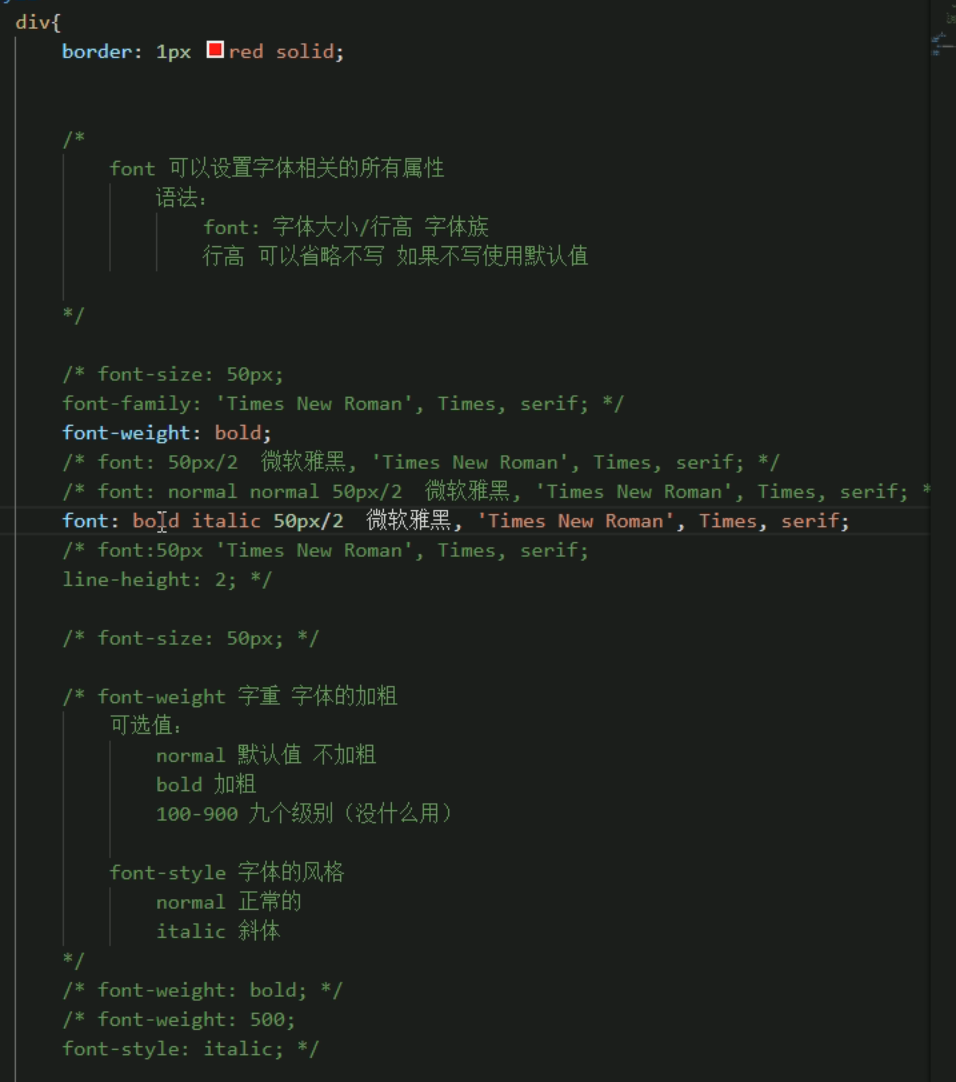 div{
border: 1px red solid;
/*
font 可以设置字体相关的所有属性
语法：
font: 字体大小/行高 字体族
行高 可以省略不写 如果不写使用默认值
*/
/* font-size: 50px;
font-family: 'Times New Roman', Times, serif; */
font-weight: bold;
/* font: 50px/2  微软雅黑, 'Times New Roman', Times, serif; */
/* font: normal normal 50px/2  微软雅黑, 'Times New Roman', Times, serif; *
font: bold italic 50px/2  微软雅黑, 'Times New Roman', Times, serif;
/* font:50px 'Times New Roman', Times, serif;
line-height: 2; */
/* font-size: 50px; */
/* font-weight 字重 字体的加粗
可选值：
normal 默认值 不加粗
bold 加粗
100-900 九个级别（没什么用）
font-style 字体的风格
normal 正常的
italic 斜体
*/
/* font-weight: bold; */
/* font-weight: 500;
font-style: italic; */